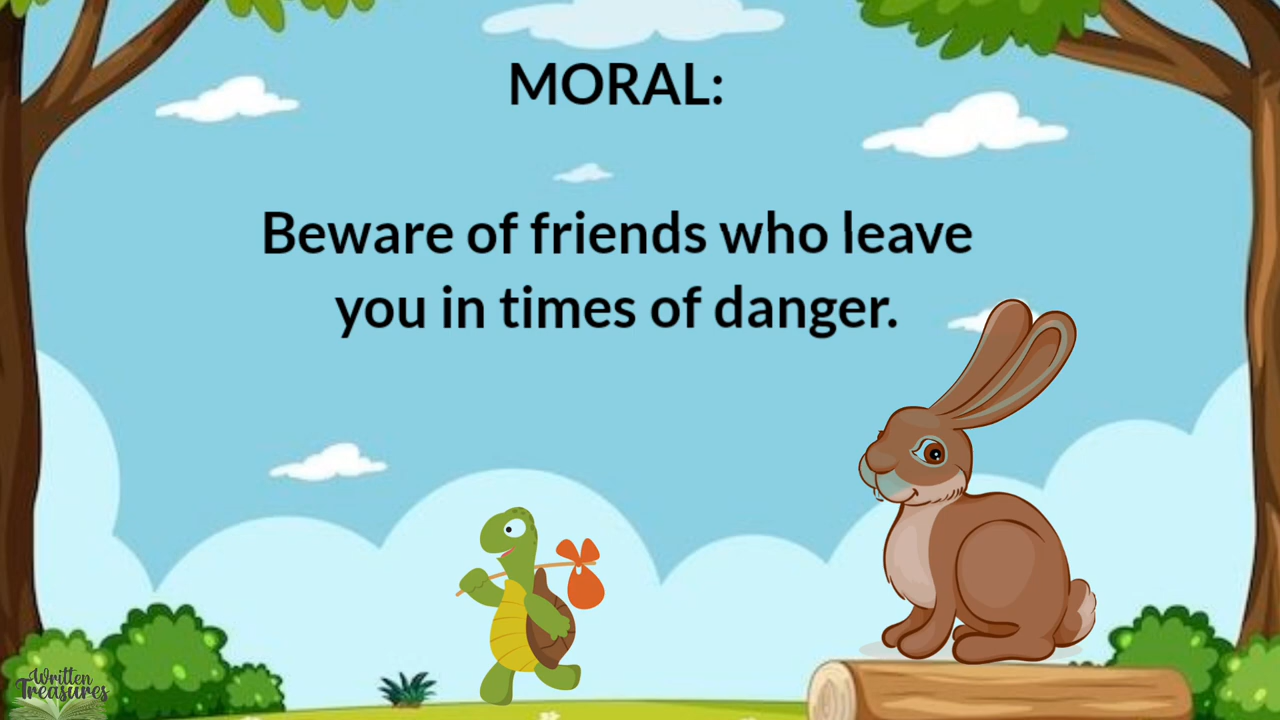 MORAL:
Beware of friends who leave
you in times of danger.
Written
Treasures